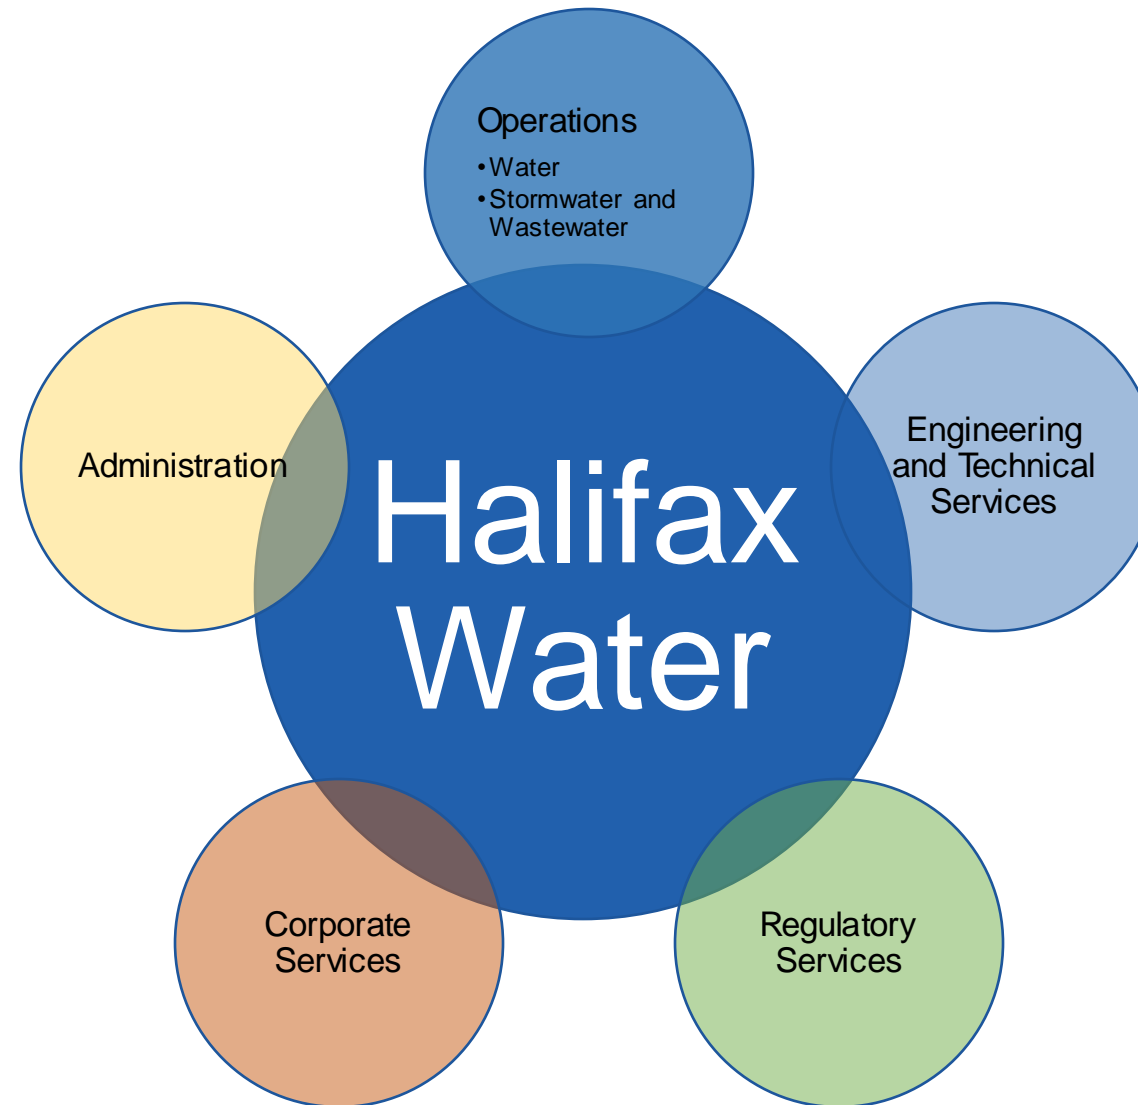 Operations
•Water
•Stormwater and
Wastewater
Engineering
and Technical
Services
Administration
Halifax
Water
Corporate
Services
Regulatory
Services